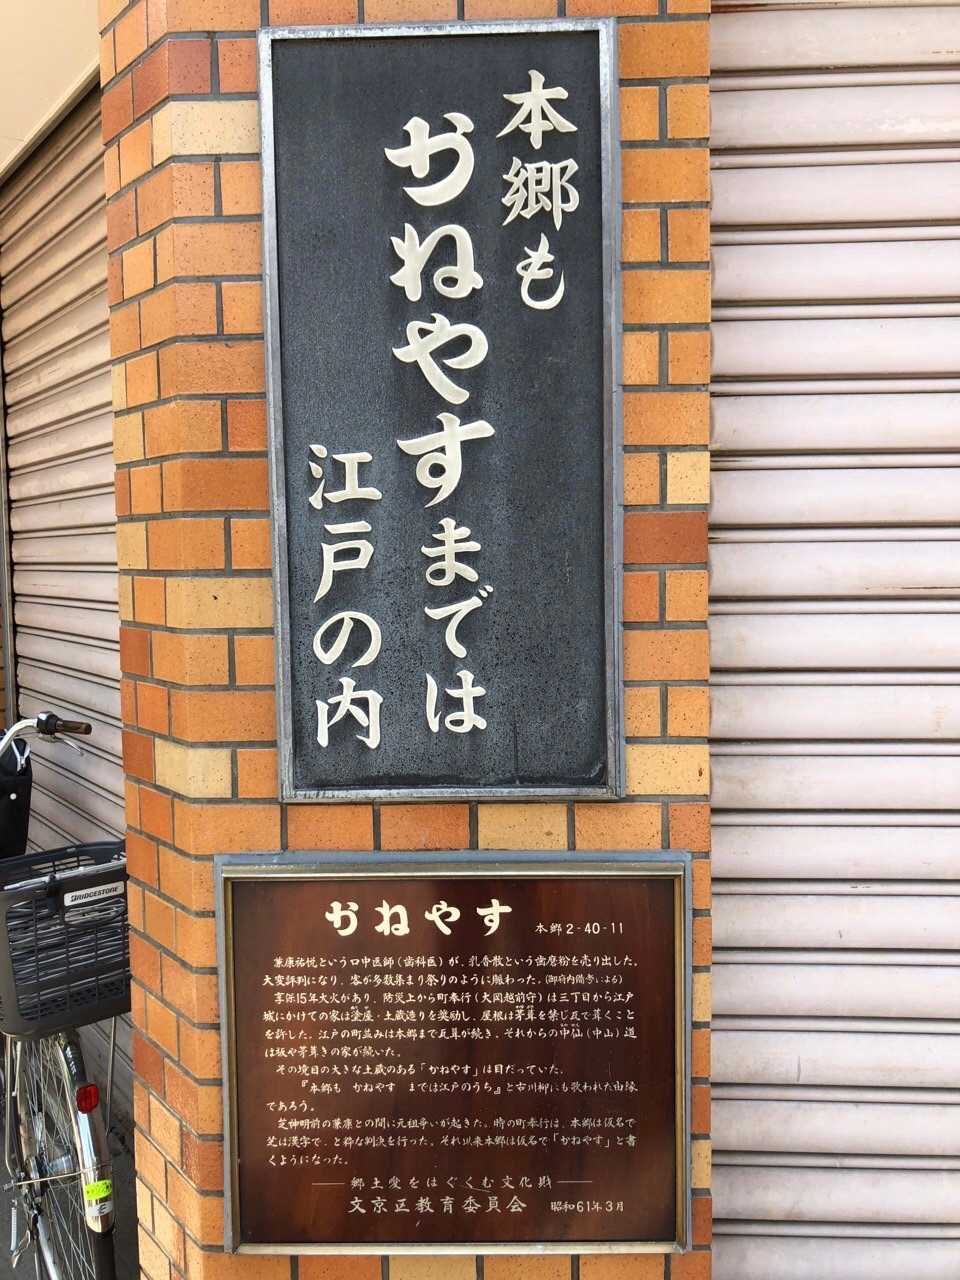 本郷も
かねやすまでは
江戸の内
かねやす 本郷2-40-11
兼康祐悦という口中医師(歯科医)が、乳香散という歯磨粉を売り出した。
大変評判になり、客が多数集まり祭りのように賑わった。(御府内備考による)
享保15年大火があり、防災上から町奉行(大岡越前守)は三丁目から江戸
城にかけての家は塗屋・土蔵造りを奨励し、屋根は茅葺を禁じ瓦で葺くこと
を許した。江戸の町並みは本郷まで瓦葺が続き、それからの中仙(中山)道
は板や茅葺きの家が続いた。
その境目の大きな土蔵のある「かねやす」は目だっていた。
『本郷も かねやす までは江戸のうち』と古川柳にも歌われた由縁
であろう。
芝神明前の兼康との間に元祖争いが起きた。時の町奉行は、本郷は仮名で
芝は漢字で、と粋な判決を行った。それ以来本郷は仮名で「かねやす」と書
くようになった。
郷土愛をはぐくむ文化財
文京区教育委員会 昭和61年3月
BRIDGESTONE